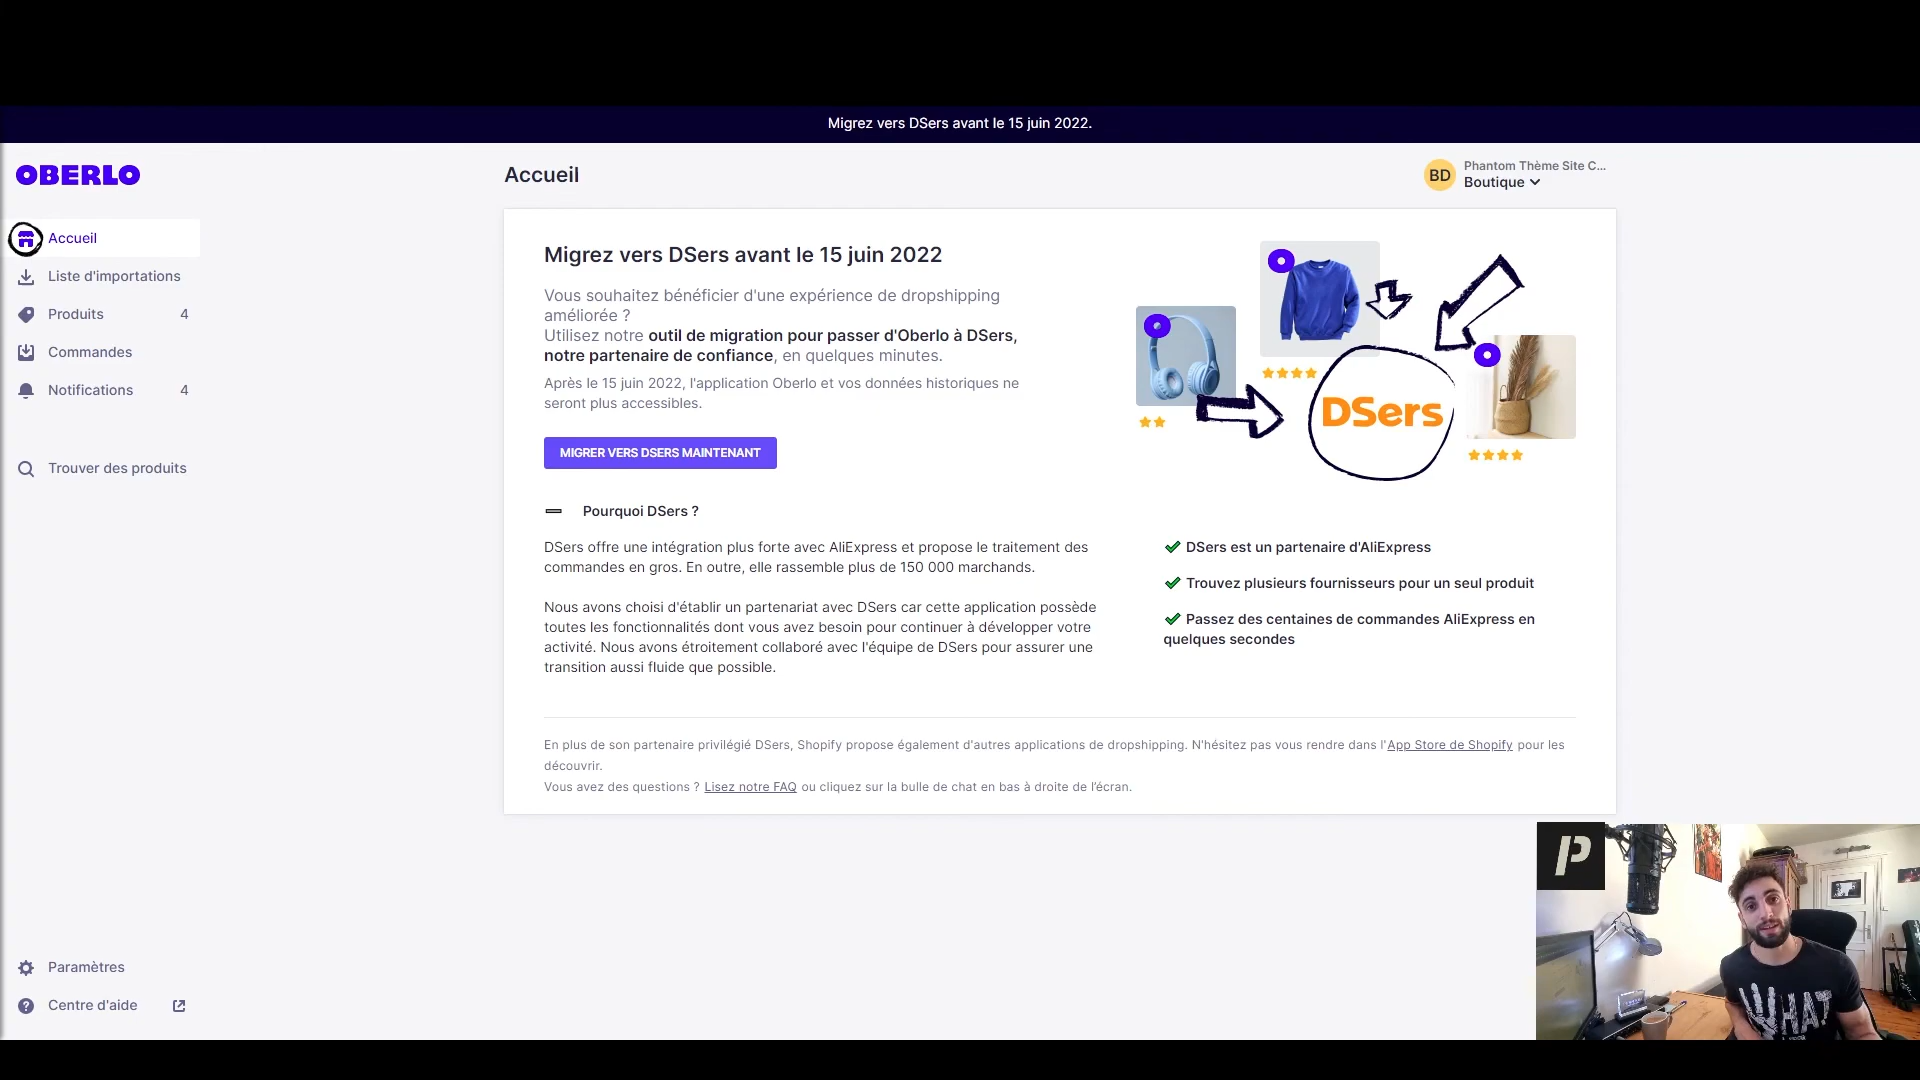 Migrez vers DSers avant le 15 juin 2022.
OBERLO
Accueil
Liste d'importations
Produits 4
Commandes
Notifications 4
Trouver des produits
Paramètres
Centre d'aide
Accueil
BD
Phantom Thème Site C...
Boutique
Migrez vers DSers avant le 15 juin 2022
Vous souhaitez bénéficier d'une expérience de dropshipping
améliorée ?
Utilisez notre outil de migration pour passer d'Oberlo à DSers,
notre partenaire de confiance, en quelques minutes.
Après le 15 juin 2022, l'application Oberlo et vos données historiques ne
seront plus accessibles.
MIGRER VERS DSERS MAINTENANT
DSers
Pourquoi DSers ?
DSers offre une intégration plus forte avec AliExpress et propose le traitement des
commandes en gros. En outre, elle rassemble plus de 150 000 marchands.
Nous avons choisi d'établir un partenariat avec DSers car cette application possède
toutes les fonctionnalités dont vous avez besoin pour continuer à développer votre
activité. Nous avons étroitement collaboré avec l'équipe de DSers pour assurer une
transition aussi fluide que possible.
DSers est un partenaire d'AliExpress
Trouvez plusieurs fournisseurs pour un seul produit
Passez des centaines de commandes AliExpress en
quelques secondes
En plus de son partenaire privilégié DSers, Shopify propose également d'autres applications de dropshipping. N'hésitez pas vous rendre dans l'App Store de Shopify pour les
découvrir.
Vous avez des questions ? Lisez notre FAQ ou cliquez sur la bulle de chat en bas à droite de l’écran.
P
WHAT